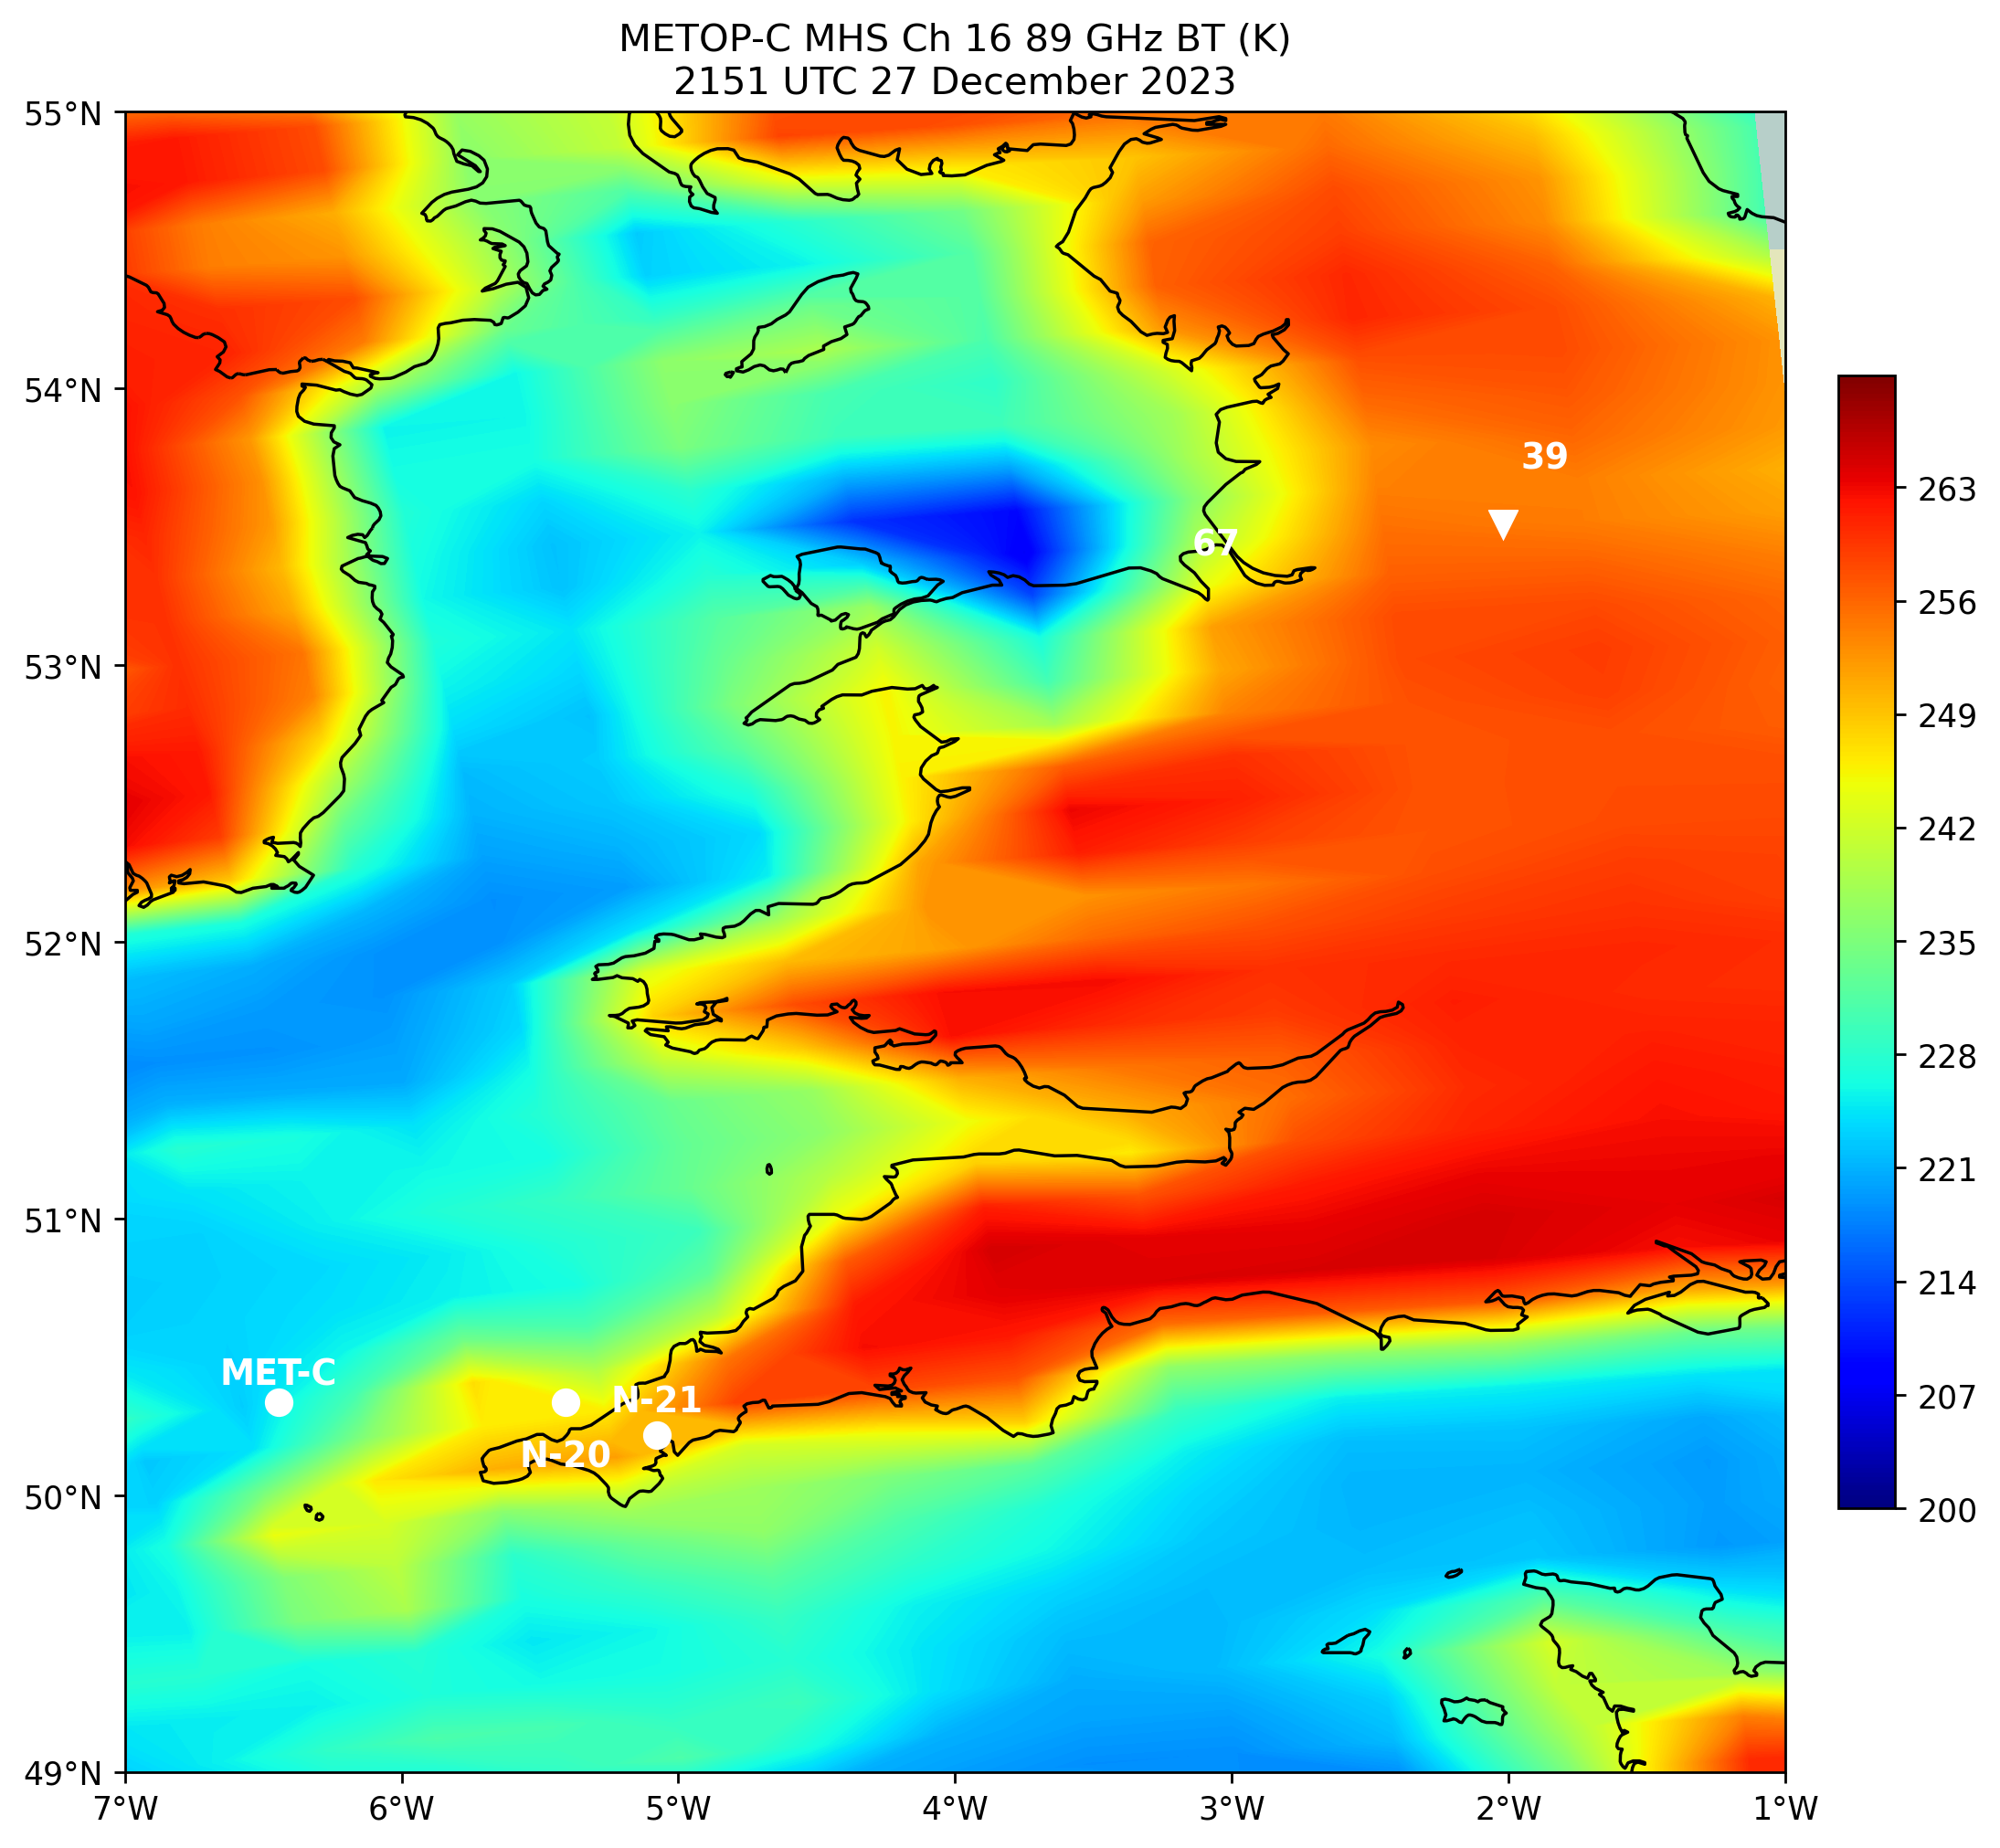 METOP-C MHS Ch 16 89 GHz BT (K)
2151 UTC 27 December 2023
55°N
54°N
53°N
52°N
51°N
50°N
49°N
7°W
6°W
5°W
4°W
3°W
2°W
1°W
39
67
MET-C
N-21
N-20
263
256
249
242
235
228
221
214
207
200